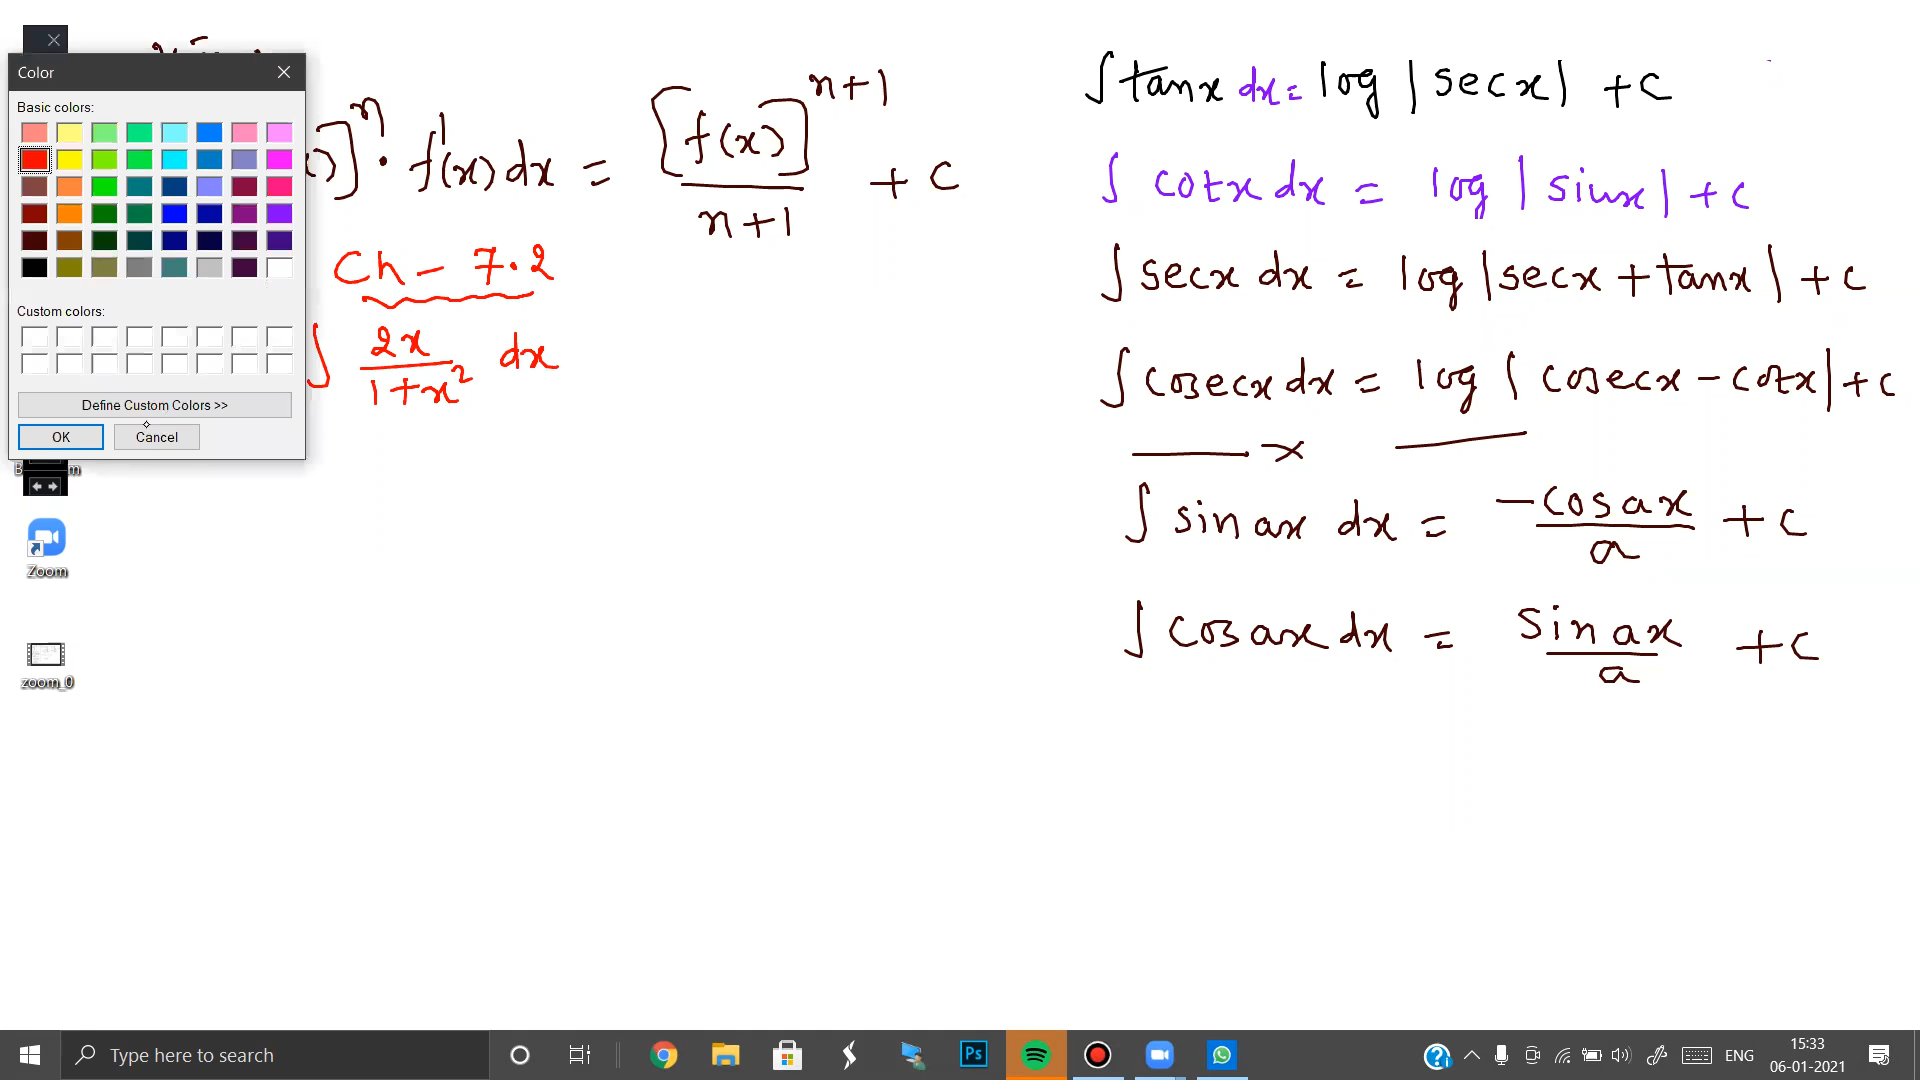 Color
Basic colors:
Custom colors:
Define Custom Colors >>
OK
Cancel
Zoom
zoom_0
]^n · f'(x) dx = [f(x)]^(n+1) / (n+1) + c
Ch - 7.2
∫ 2x / (1+x²) dx
∫tanx dx = log |secx| + c
∫ cotx dx = log |sinx| + c
∫ secx dx = log |secx + tanx| + c
∫ cosecx dx = log | cosecx - cotx| + c
x
∫ sin ax dx = -cos ax / a + c
∫ cos ax dx = sin ax / a + c
Type here to search
Ps
ENG
15:33
06-01-2021